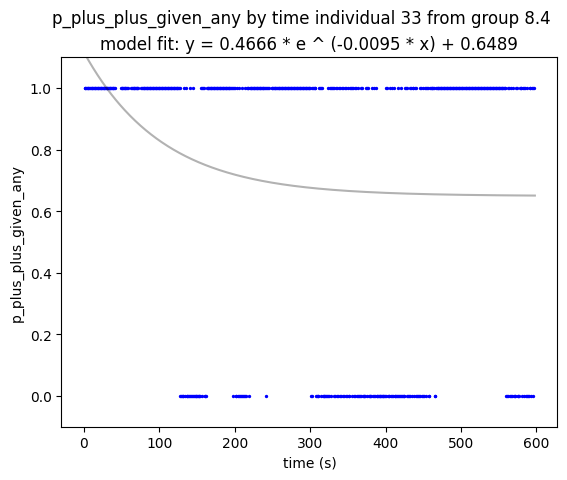 p_plus_plus_given_any by time individual 33 from group 8.4
model fit: y = 0.4666 * e ^ (-0.0095 * x) + 0.6489
1.0
0.8
0.6
0.4
0.2
0.0
p_plus_plus_given_any
0 100 200 300 400 500 600
time (s)